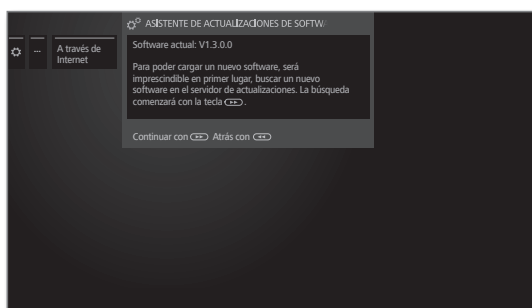 ASISTENTE DE ACTUALIZACIONES DE SOFTW
...
A través de
Internet
Software actual: V1.3.0.0
Para poder cargar un nuevo software, será
imprescindible en primer lugar, buscar un nuevo
software en el servidor de actualizaciones. La búsqueda
comenzará con la tecla .
Continuar con Atrás con